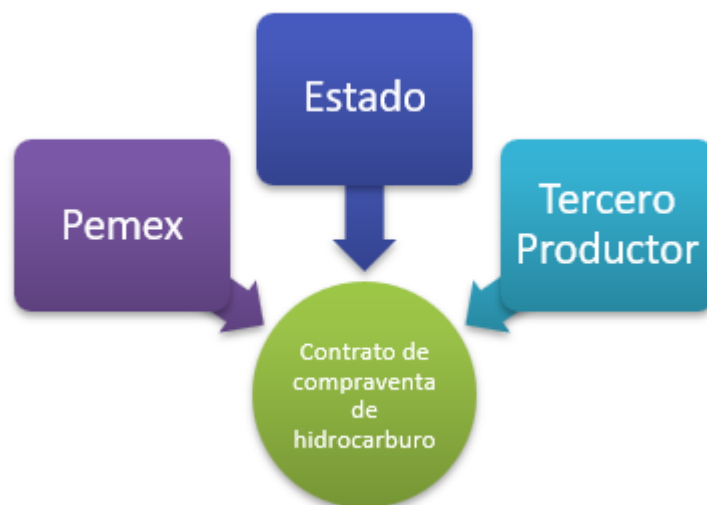 Estado
Pemex
Tercero
Productor
Contrato de
compraventa
de
hidrocarburo